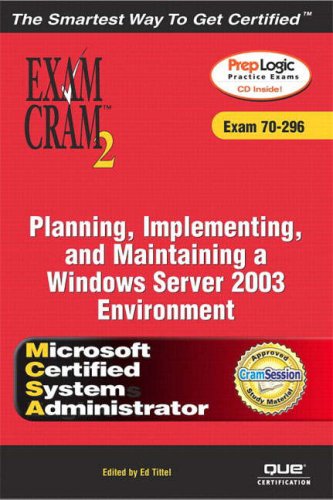 The Smartest Way To Get Certified™
EXAM
CRAM™
2
PrepLogic
Practice Exams
CD Inside!
Exam 70-296
Planning, Implementing,
and Maintaining a
Windows Server 2003
Environment
Microsoft
Certified
Systems
Administrator
Approved
CramSession
Study Material
Edited by Ed Tittel
QUE®
CERTIFICATION